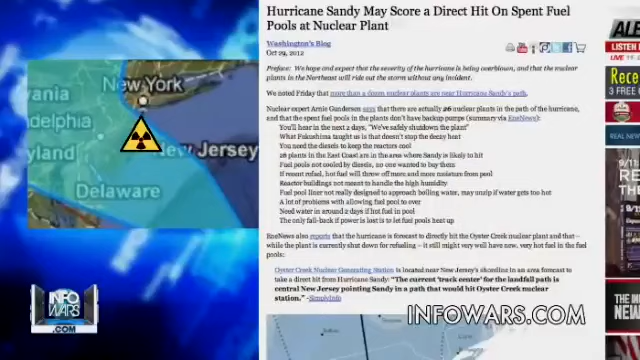 Hurricane Sandy May Score a Direct Hit On Spent Fuel
Pools at Nuclear Plant
Washington's Blog
Oct 29, 2012
Preface: We hope and expect that the severity of the hurricane is being overblown, and that the nuclear
plants in the Northeast will ride out the storm without any incident.
We noted Friday that more than a dozen nuclear plants are near Hurricane Sandy's path.
Nuclear expert Arnie Gundersen says that there are actually 26 nuclear plants in the path of the hurricane,
and that the spent fuel pools in the plants don't have backup pumps (summary via EneNews):
You'll hear in the next 2 days, "We've safely shutdown the plant"
What Fukushima taught us is that doesn't stop the decay heat
You need the diesels to keep the reactors cool
26 plants in the East Coast are in the area where Sandy is likely to hit
Fuel pools not cooled by diesels, no one wanted to buy them
If recent refuel, hot fuel will throw off more and more moisture from pool
Reactor buildings not meant to handle the high humidity
Fuel pool liner not really designed to approach boiling water, may unzip if water gets too hot
A lot of problems with allowing fuel pool to over
Need water in around 2 days if hot fuel in pool
The only fall-back if power is lost is to let fuel pools heat up
EneNews also reports that the hurricane is forecast to directly hit the Oyster Creek nuclear plant and that –
while the plant is currently shut down for refueling – it still might very well have new, very hot fuel in the fuel
pools:
Oyster Creek Nuclear Generating Station is located near New Jersey's shoreline in an area forecast to
take a direct hit from Hurricane Sandy: "The current 'track center' for the landfall path is
central New Jersey pointing Sandy in a path that would hit Oyster Creek nuclear
station." -SimplyInfo
New York
vania
adelphia
ryland
New Jersey
Delaware
INFO
WARS
.COM
INFOWARS.COM
ALE
LISTEN
LIVE
Rece
3 FREE
9/11
RE
THE
NEW